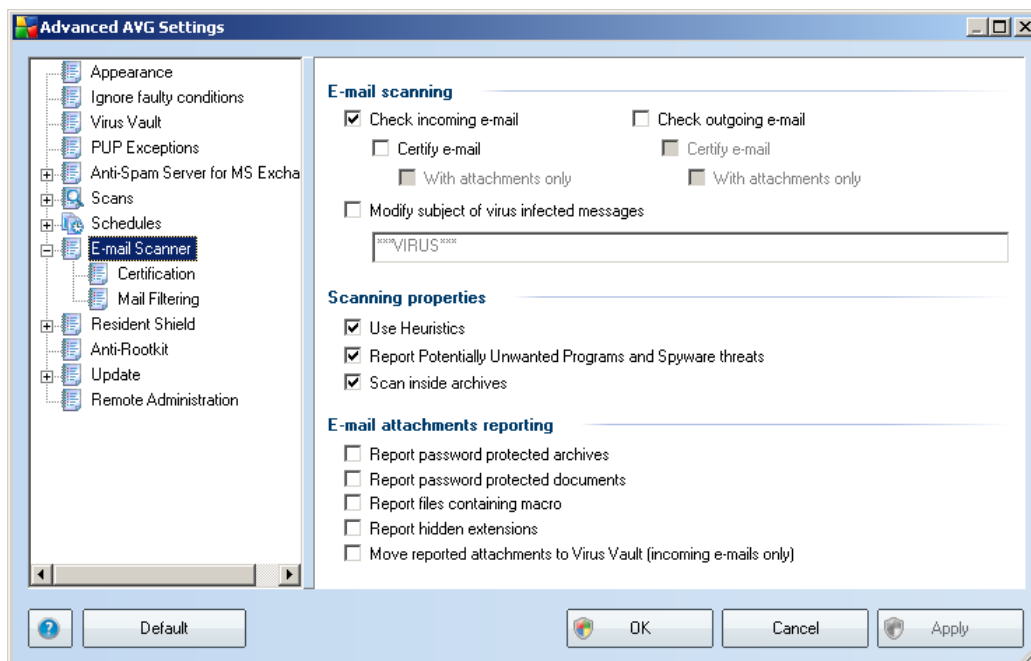 Advanced AVG Settings
Appearance
Ignore faulty conditions
Virus Vault
PUP Exceptions
Anti-Spam Server for MS Excha
Scans
Schedules
E-mail Scanner
Certification
Mail Filtering
Resident Shield
Anti-Rootkit
Update
Remote Administration
E-mail scanning
Check incoming e-mail
Check outgoing e-mail
Certify e-mail
Certify e-mail
With attachments only
With attachments only
Modify subject of virus infected messages
***VIRUS***
Scanning properties
Use Heuristics
Report Potentially Unwanted Programs and Spyware threats
Scan inside archives
E-mail attachments reporting
Report password protected archives
Report password protected documents
Report files containing macro
Report hidden extensions
Move reported attachments to Virus Vault (incoming e-mails only)
? Default OK Cancel Apply